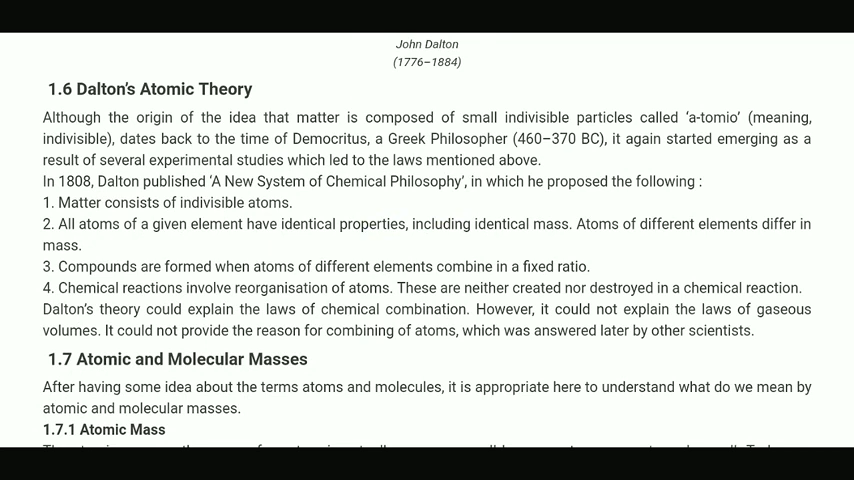 John Dalton
(1776–1884)
1.6 Dalton's Atomic Theory
Although the origin of the idea that matter is composed of small indivisible particles called 'a-tomio' (meaning,
indivisible), dates back to the time of Democritus, a Greek Philosopher (460–370 BC), it again started emerging as a
result of several experimental studies which led to the laws mentioned above.
In 1808, Dalton published 'A New System of Chemical Philosophy', in which he proposed the following :
1. Matter consists of indivisible atoms.
2. All atoms of a given element have identical properties, including identical mass. Atoms of different elements differ in
mass.
3. Compounds are formed when atoms of different elements combine in a fixed ratio.
4. Chemical reactions involve reorganisation of atoms. These are neither created nor destroyed in a chemical reaction.
Dalton's theory could explain the laws of chemical combination. However, it could not explain the laws of gaseous
volumes. It could not provide the reason for combining of atoms, which was answered later by other scientists.
1.7 Atomic and Molecular Masses
After having some idea about the terms atoms and molecules, it is appropriate here to understand what do we mean by
atomic and molecular masses.
1.7.1 Atomic Mass